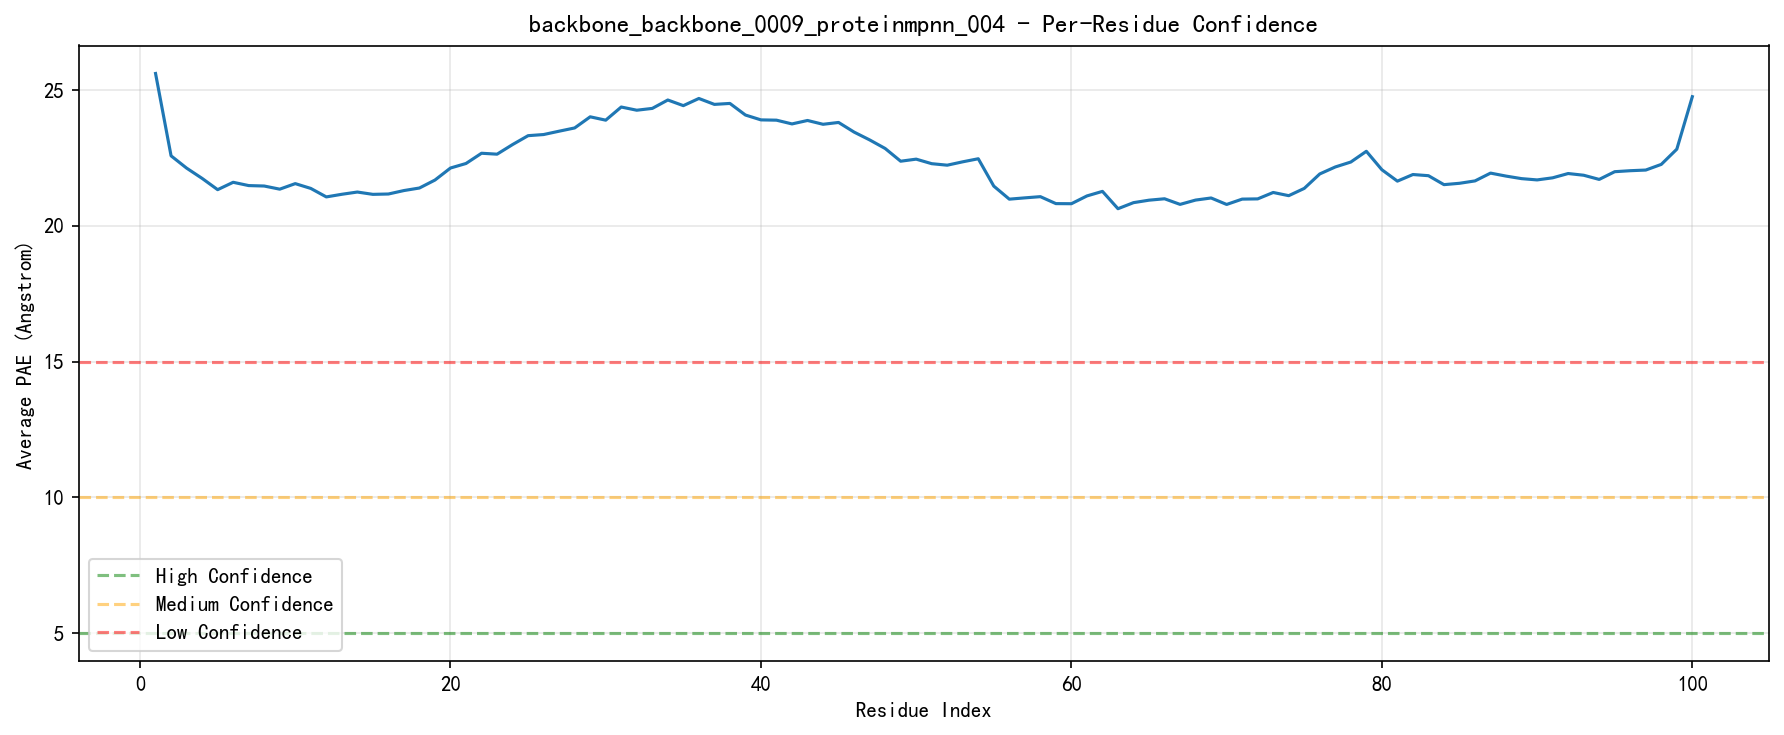 backbone_backbone_0009_proteinmpnn_004 - Per-Residue Confidence
Average PAE (Angstrom)
25
20
15
10
5
High Confidence
Medium Confidence
Low Confidence
0
20
40
60
80
100
Residue Index